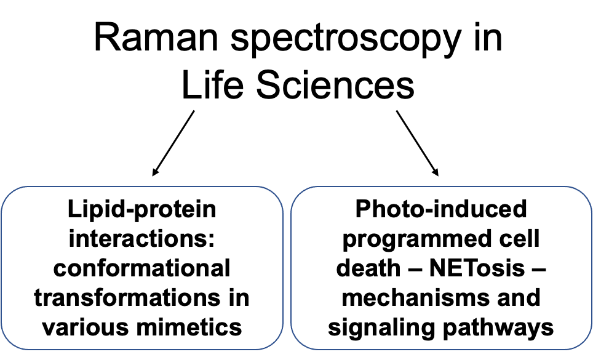 Raman spectroscopy in
Life Sciences
Lipid-protein
interactions:
conformational
transformations in
various mimetics
Photo-induced
programmed cell
death – NETosis –
mechanisms and
signaling pathways